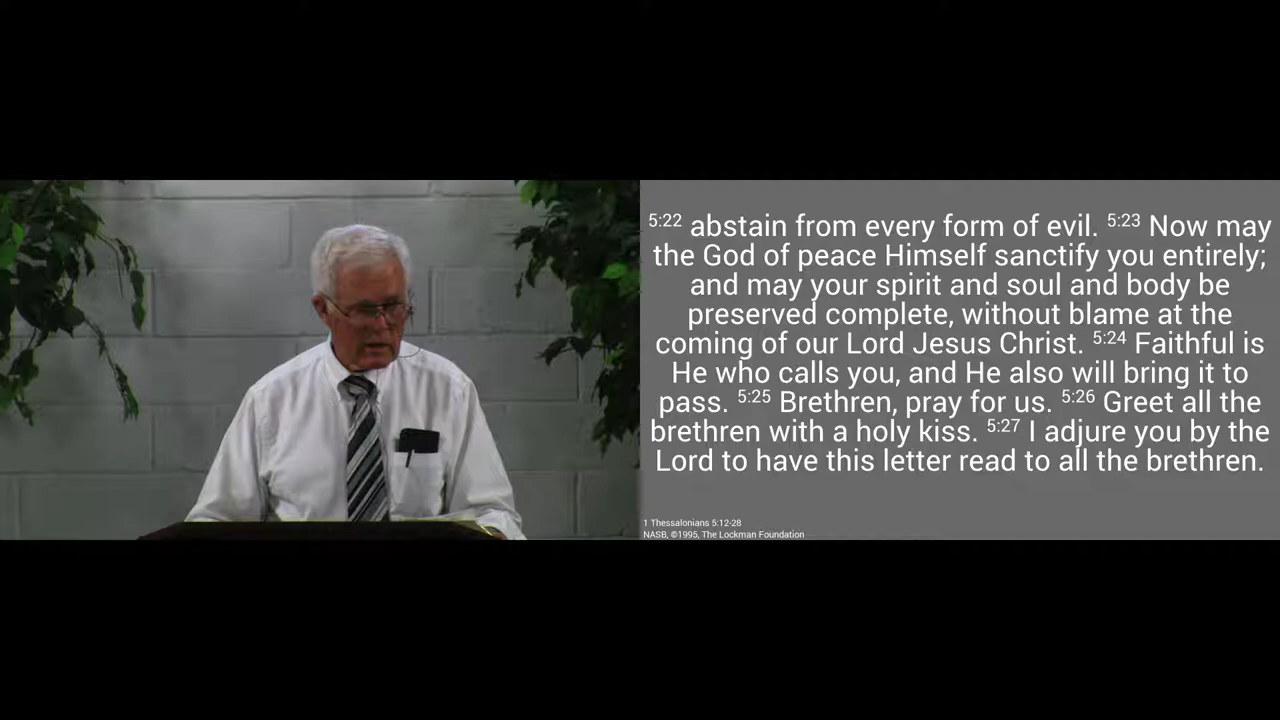 5:22 abstain from every form of evil. 5:23 Now may
the God of peace Himself sanctify you entirely;
and may your spirit and soul and body be
preserved complete, without blame at the
coming of our Lord Jesus Christ. 5:24 Faithful is
He who calls you, and He also will bring it to
pass. 5:25 Brethren, pray for us. 5:26 Greet all the
brethren with a holy kiss. 5:27 I adjure you by the
Lord to have this letter read to all the brethren.
1 Thessalonians 5:12-28
NASB, ©1995, The Lockman Foundation